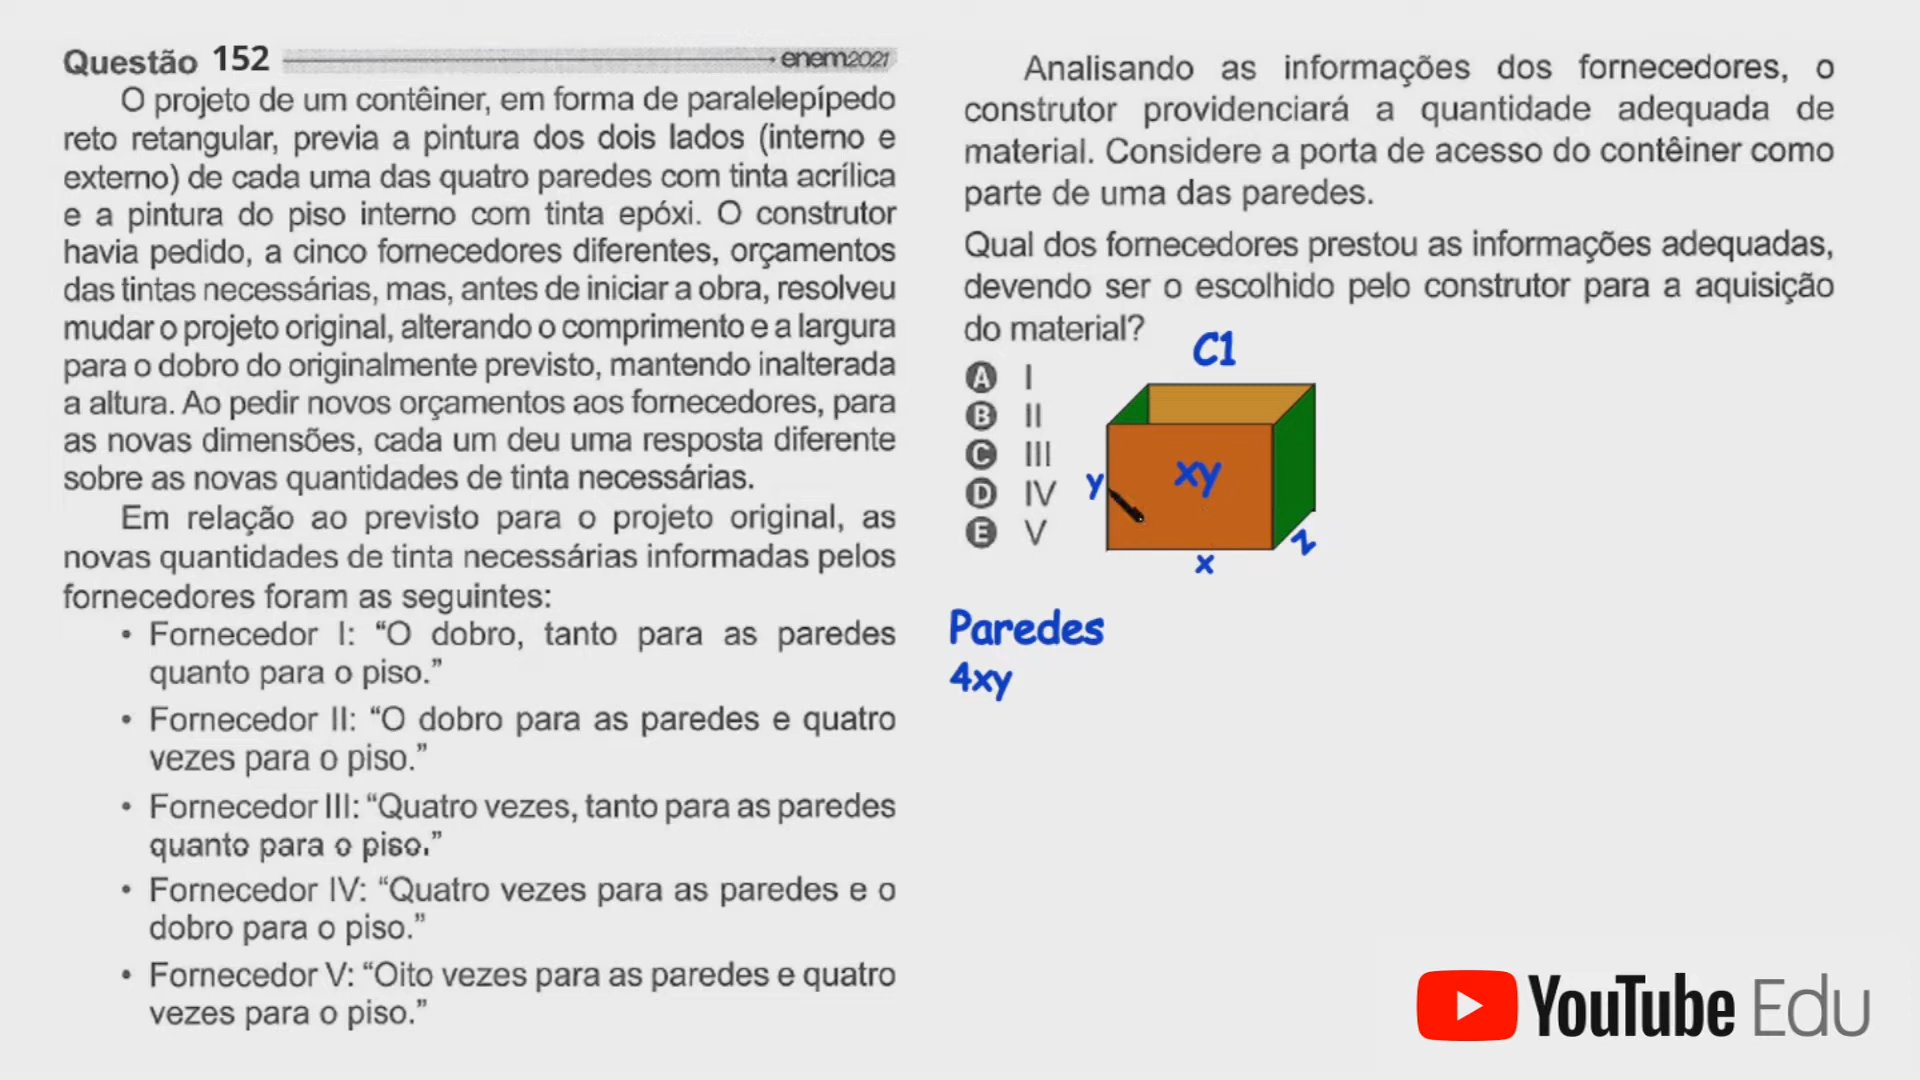 Questão 152
enem2021
O projeto de um contêiner, em forma de paralelepípedo
reto retangular, previa a pintura dos dois lados (interno e
externo) de cada uma das quatro paredes com tinta acrílica
e a pintura do piso interno com tinta epóxi. O construtor
havia pedido, a cinco fornecedores diferentes, orçamentos
das tintas necessárias, mas, antes de iniciar a obra, resolveu
mudar o projeto original, alterando o comprimento e a largura
para o dobro do originalmente previsto, mantendo inalterada
a altura. Ao pedir novos orçamentos aos fornecedores, para
as novas dimensões, cada um deu uma resposta diferente
sobre as novas quantidades de tinta necessárias.
Em relação ao previsto para o projeto original, as
novas quantidades de tinta necessárias informadas pelos
fornecedores foram as seguintes:
• Fornecedor I: “O dobro, tanto para as paredes
quanto para o piso.”
• Fornecedor II: “O dobro para as paredes e quatro
vezes para o piso.”
• Fornecedor III: “Quatro vezes, tanto para as paredes
quanto para o piso.”
• Fornecedor IV: “Quatro vezes para as paredes e o
dobro para o piso.”
• Fornecedor V: “Oito vezes para as paredes e quatro
vezes para o piso.”
Analisando as informações dos fornecedores, o
construtor providenciará a quantidade adequada de
material. Considere a porta de acesso do contêiner como
parte de uma das paredes.
Qual dos fornecedores prestou as informações adequadas,
devendo ser o escolhido pelo construtor para a aquisição
do material?
A I
B II
C III
D IV
E V
C1
xy
y
x
z
Paredes
4xy
YouTube Edu